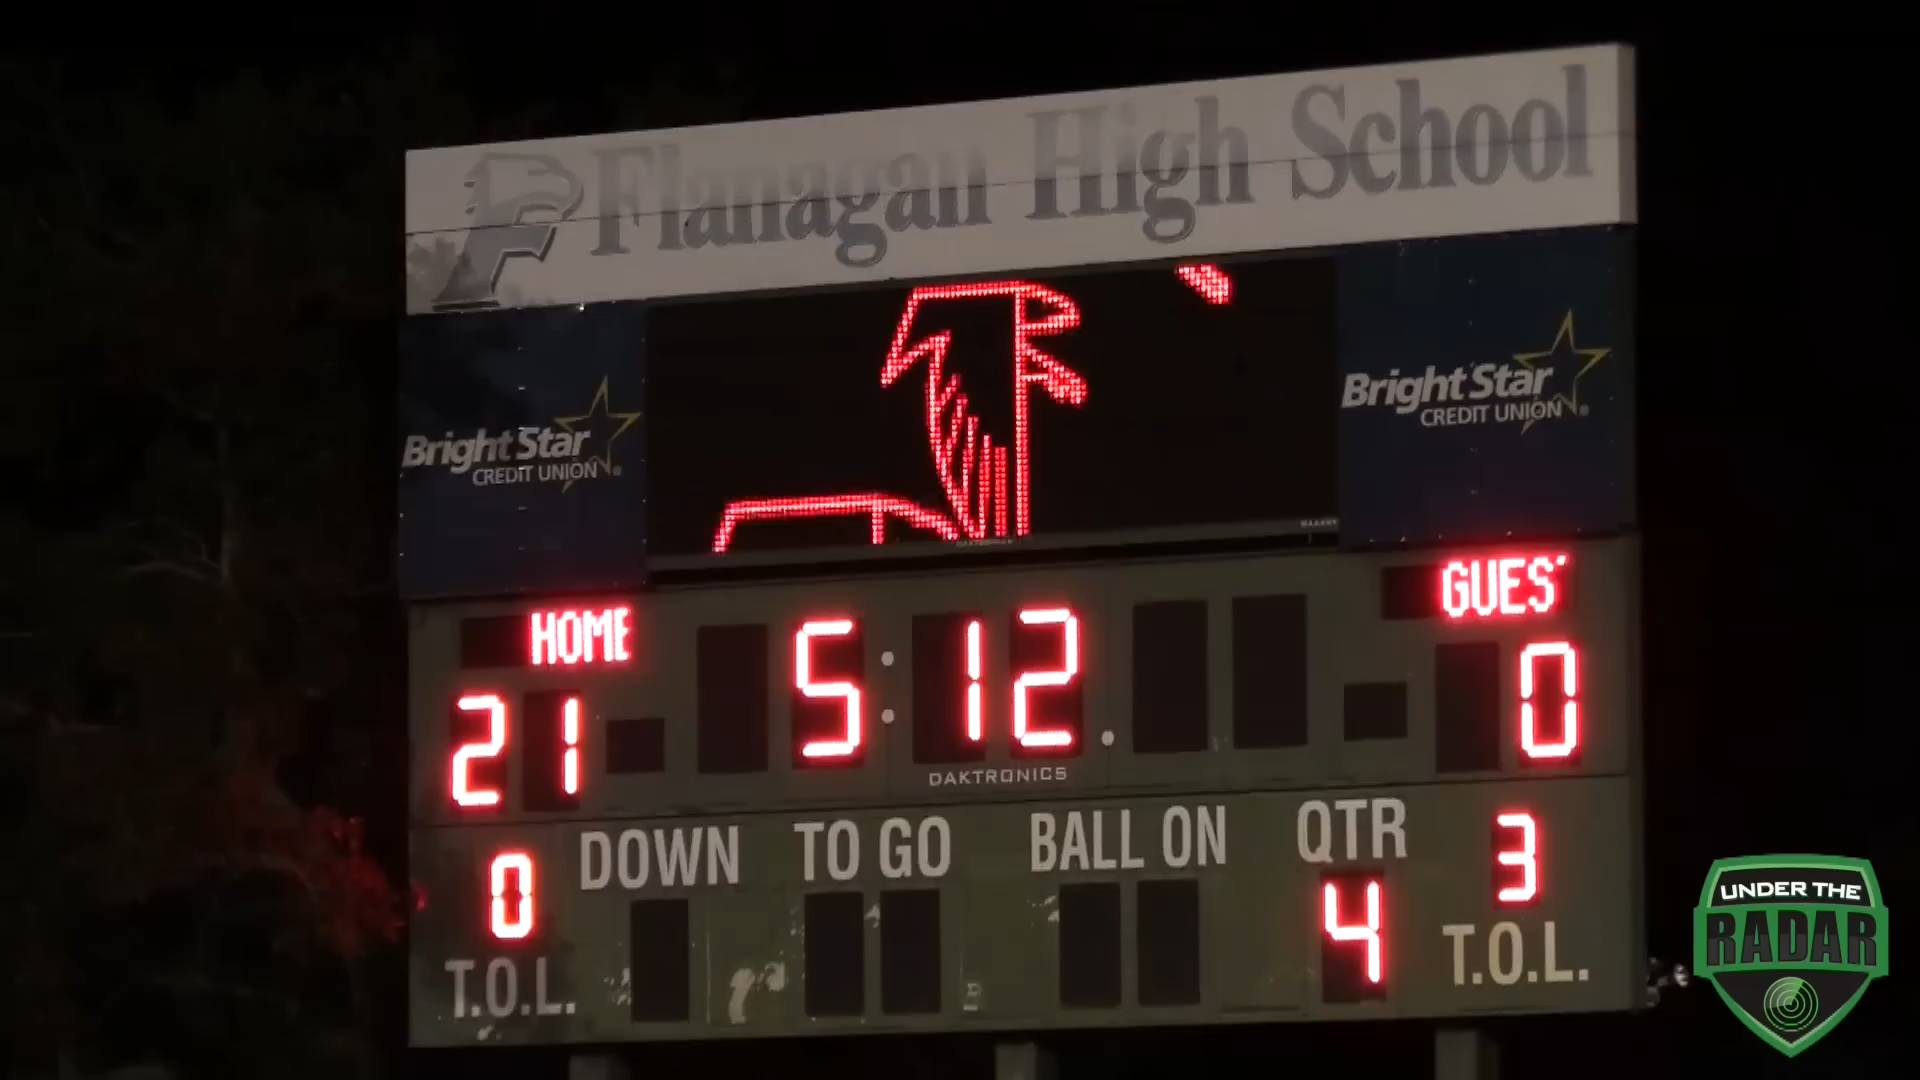 Flanagan High School
Bright Star
CREDIT UNION
Bright Star
CREDIT UNION
DAKTRONICS
HOME
5:12
GUES'
21
0
DAKTRONICS
DOWN
TO GO
BALL ON
QTR
0
4
3
T.O.L.
T.O.L.
UNDER THE
RADAR